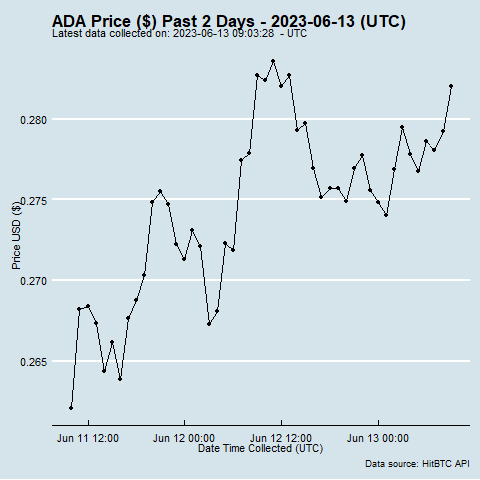 ADA Price ($) Past 2 Days - 2023-06-13 (UTC)
Latest data collected on: 2023-06-13 09:03:28 - UTC
0.280
0.275
Price USD ($)
0.270
0.265
Jun 11 12:00 Jun 12 00:00 Jun 12 12:00 Jun 13 00:00
Date Time Collected (UTC)
Data source: HitBTC API